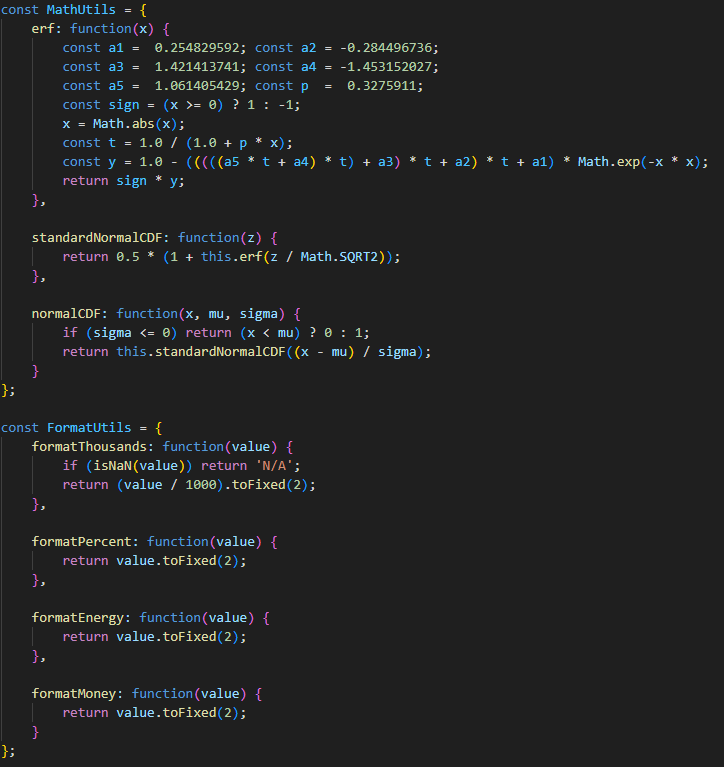 const MathUtils = {
    erf: function(x) {
        const a1 =  0.254829592; const a2 = -0.284496736;
        const a3 =  1.421413741; const a4 = -1.453152027;
        const a5 =  1.061405429; const p  =  0.3275911;
        const sign = (x >= 0) ? 1 : -1;
        x = Math.abs(x);
        const t = 1.0 / (1.0 + p * x);
        const y = 1.0 - (((((a5 * t + a4) * t) + a3) * t + a2) * t + a1) * Math.exp(-x * x);
        return sign * y;
    },

    standardNormalCDF: function(z) {
        return 0.5 * (1 + this.erf(z / Math.SQRT2));
    },

    normalCDF: function(x, mu, sigma) {
        if (sigma <= 0) return (x < mu) ? 0 : 1;
        return this.standardNormalCDF((x - mu) / sigma);
    }
};

const FormatUtils = {
    formatThousands: function(value) {
        if (isNaN(value)) return 'N/A';
        return (value / 1000).toFixed(2);
    },

    formatPercent: function(value) {
        return value.toFixed(2);
    },

    formatEnergy: function(value) {
        return value.toFixed(2);
    },

    formatMoney: function(value) {
        return value.toFixed(2);
    }
};